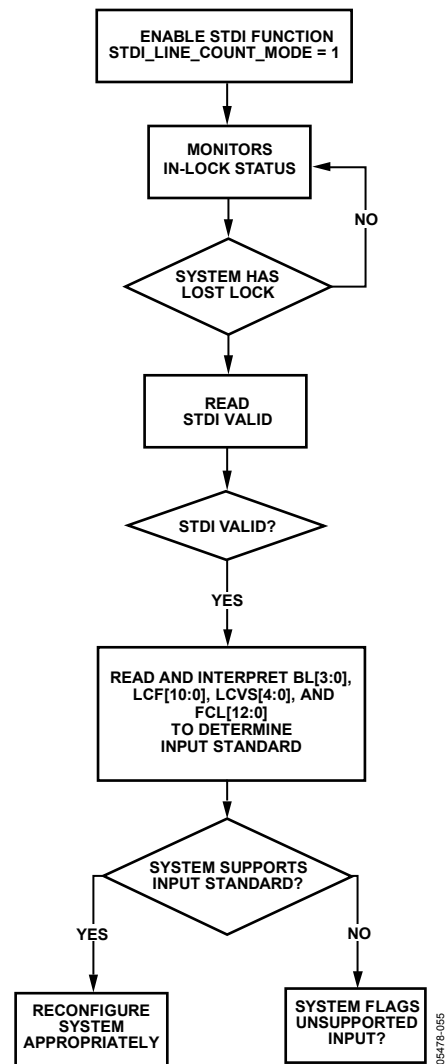 ENABLE STDI FUNCTION
STDI_LINE_COUNT_MODE = 1
MONITORS
IN-LOCK STATUS
NO
SYSTEM HAS
LOST LOCK
READ
STDI VALID
STDI VALID?
YES
READ AND INTERPRET BL[3:0],
LCF[10:0], LCVS[4:0], AND
FCL[12:0]
TO DETERMINE
INPUT STANDARD
SYSTEM SUPPORTS
INPUT STANDARD?
YES
NO
RECONFIGURE
SYSTEM
APPROPRIATELY
SYSTEM FLAGS
UNSUPPORTED
INPUT?
05478-055